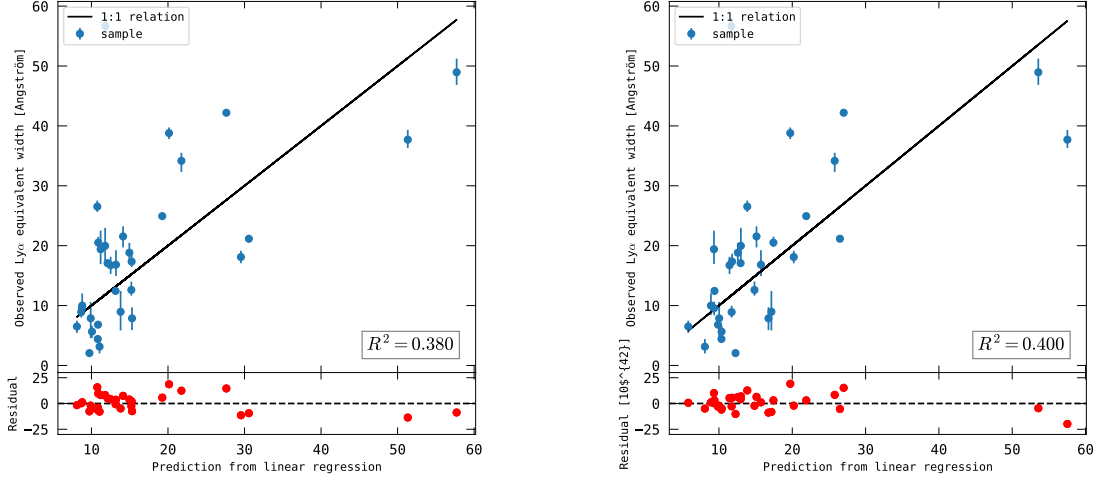 60
50
40
30
20
10
0
Observed Lyα equivalent width [Angström]
1:1 relation
sample
R² = 0.380
25
0
−25
Residual
10 20 30 40 50 60
Prediction from linear regression
60
50
40
30
20
10
0
Observed Lyα equivalent width [Angström]
1:1 relation
sample
R² = 0.400
25
0
−25
Residual [10$^{42}]
10 20 30 40 50 60
Prediction from linear regression